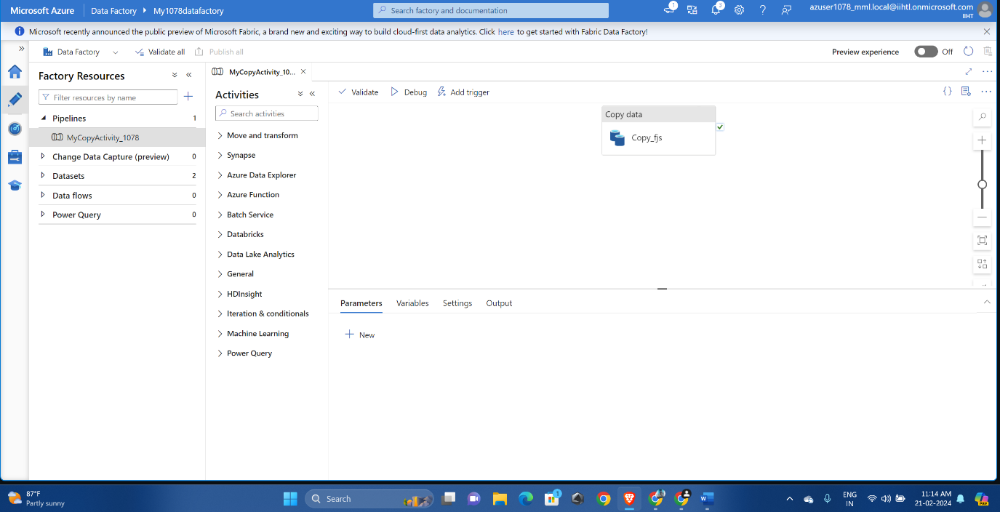 Microsoft Azure
Data Factory
My1078datafactory
Search factory and documentation
1
3
azuser1078_mml.local@iihtl.onmicrosoft.com
IIHT
Microsoft recently announced the public preview of Microsoft Fabric, a brand new and exciting way to build cloud-first data analytics. Click here to get started with Fabric Data Factory!
Data Factory
Validate all
Publish all
Preview experience
Off
Factory Resources
Filter resources by name
Pipelines 1
MyCopyActivity_1078
Change Data Capture (preview) 0
Datasets 2
Data flows 0
Power Query 0
MyCopyActivity_10...
Activities
Search activities
Move and transform
Synapse
Azure Data Explorer
Azure Function
Batch Service
Databricks
Data Lake Analytics
General
HDInsight
Iteration & conditionals
Machine Learning
Power Query
Validate
Debug
Add trigger
Copy data
Copy_fjs
Parameters
Variables
Settings
Output
New
87°F
Partly sunny
Search
1
ENG
IN
11:14 AM
21-02-2024